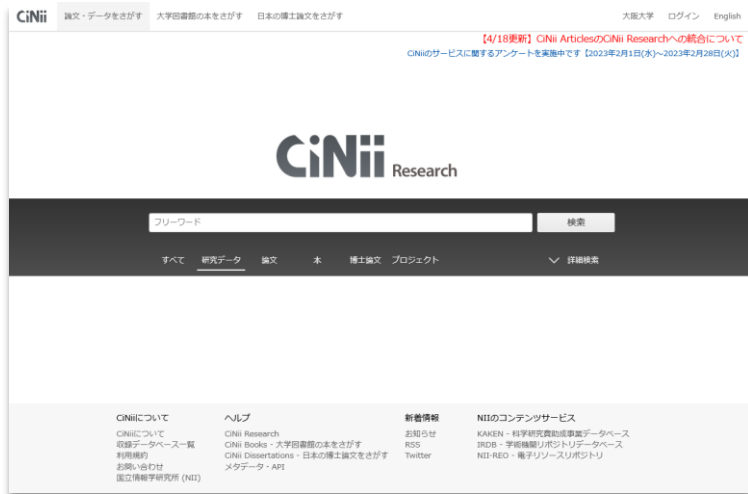 CiNii 論文・データをさがす 大学図書館の本をさがす 日本の博士論文をさがす 大阪大学 ログイン English
【4/18更新】CiNii ArticlesのCiNii Researchへの統合について
CiNiiのサービスに関するアンケートを実施中です【2023年2月1日(水)~2023年2月28日(火)】
CiNii Research
フリーワード 検索
すべて 研究データ 論文 本 博士論文 プロジェクト 詳細検索
CiNiiについて ヘルプ 新着情報 NIIのコンテンツサービス
CiNiiについて CiNii Research お知らせ KAKEN - 科学研究費助成事業データベース
収録データベース一覧 CiNii Books - 大学図書館の本をさがす RSS IRDB - 学術機関リポジトリデータベース
利用規約 CiNii Dissertations - 日本の博士論文をさがす Twitter NII-REO - 電子リソースリポジトリ
お問い合わせ メタデータ・API
国立情報学研究所 (NII)